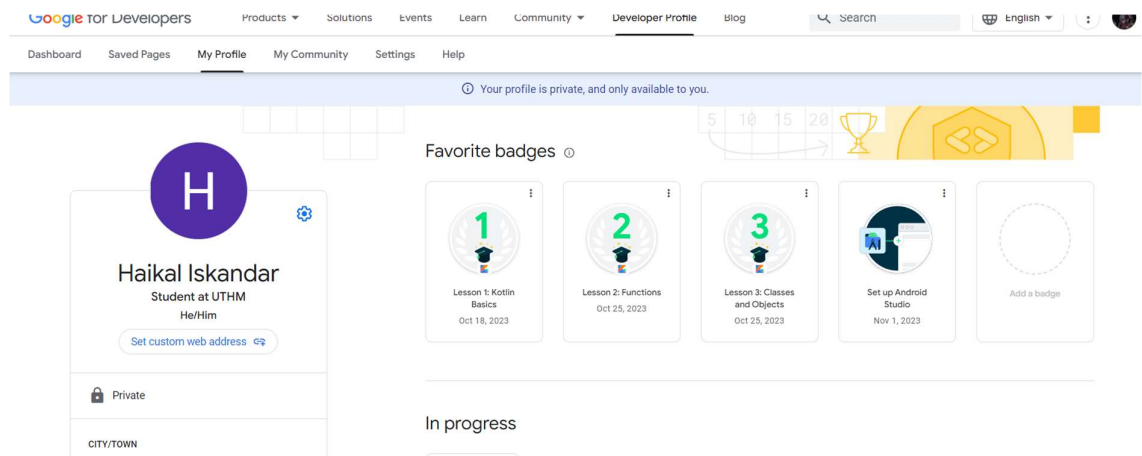 Google for Developers Products Solutions Events Learn Community Developer Profile Blog Search English
Dashboard Saved Pages My Profile My Community Settings Help
Your profile is private, and only available to you.
5 10 15 20
Favorite badges
H
1
2
3
Haikal Iskandar
Student at UTHM
He/Him
Set custom web address
Lesson 1: Kotlin
Basics
Oct 18, 2023
Lesson 2: Functions
Oct 25, 2023
Lesson 3: Classes
and Objects
Oct 25, 2023
Set up Android
Studio
Nov 1, 2023
Add a badge
Private
In progress
CITY/TOWN